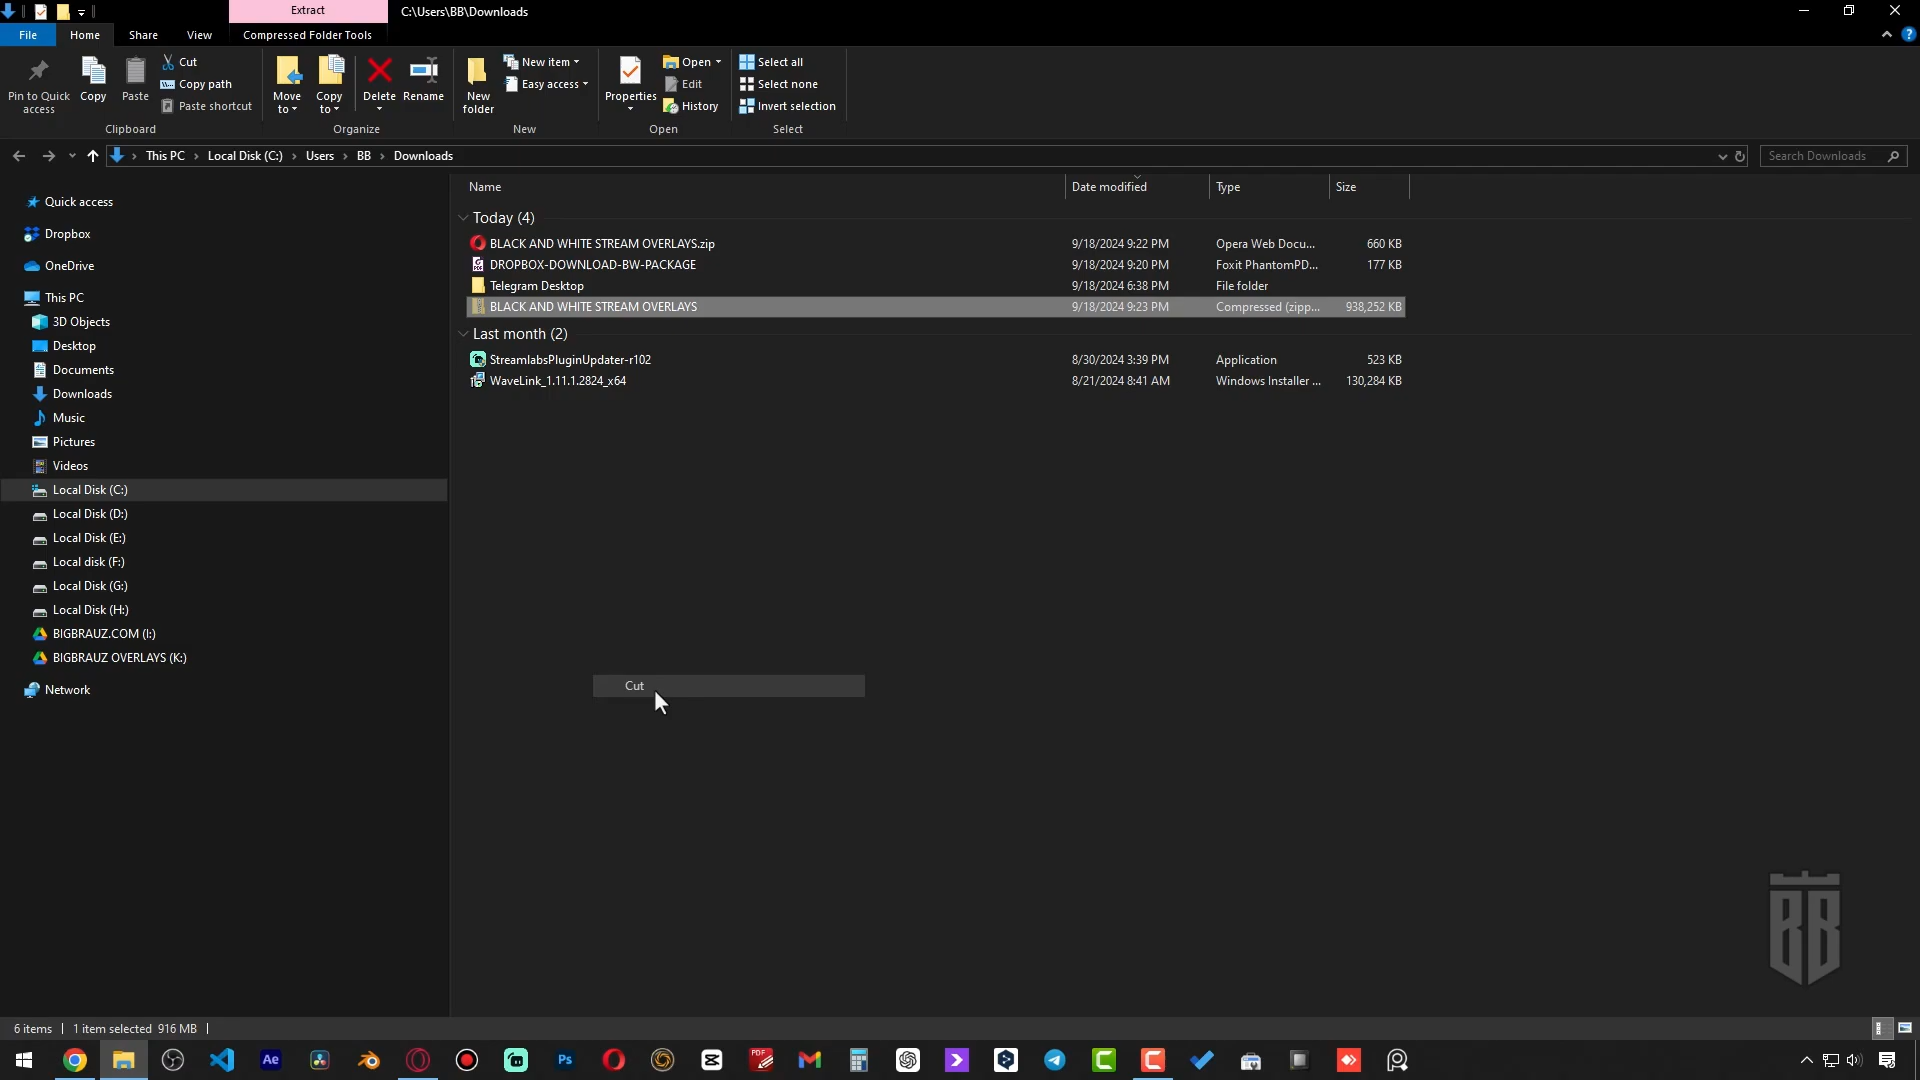 Extract
C:\Users\BB\Downloads
File
Home
Share
View
Compressed Folder Tools
Pin to Quick access
Copy
Paste
Cut
Copy path
Paste shortcut
Clipboard
Move to
Copy to
Delete
Rename
Organize
New folder
New item
Easy access
New
Properties
Open
Edit
History
Open
Select all
Select none
Invert selection
Select
This PC
Local Disk (C:)
Users
BB
Downloads
Search Downloads
Name
Date modified
Type
Size
Quick access
Dropbox
OneDrive
This PC
3D Objects
Desktop
Documents
Downloads
Music
Pictures
Videos
Local Disk (C:)
Local Disk (D:)
Local Disk (E:)
Local disk (F:)
Local Disk (G:)
Local Disk (H:)
BIGBRAUZ.COM (I:)
BIGBRAUZ OVERLAYS (K:)
Network
Today (4)
BLACK AND WHITE STREAM OVERLAYS.zip 9/18/2024 9:22 PM Opera Web Docu... 660 KB
DROPBOX-DOWNLOAD-BW-PACKAGE 9/18/2024 9:20 PM Foxit PhantomPD... 177 KB
Telegram Desktop 9/18/2024 6:38 PM File folder
BLACK AND WHITE STREAM OVERLAYS 9/18/2024 9:23 PM Compressed (zipp... 938,252 KB
Last month (2)
StreamlabsPluginUpdater-r102 8/30/2024 3:39 PM Application 523 KB
WaveLink_1.11.1.2824_x64 8/21/2024 8:41 AM Windows Installer ... 130,284 KB
Cut
BB
6 items
1 item selected 916 MB
Ae
Ps
PDF